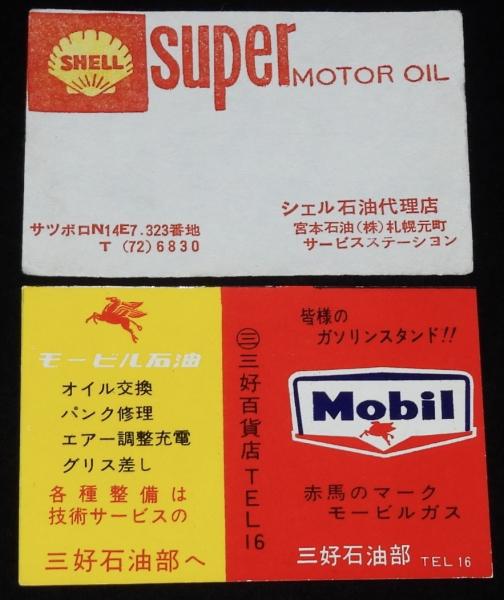 SHELL
super MOTOR OIL
シェル石油代理店
サツポロN14E7.323番地
宮本石油(株)札幌元町
T (72) 6830
サービスステーション
モービル石油
オイル交換
パンク修理
エアー調整充電
グリス差し
各種整備は
技術サービスの
三好石油部へ
㊂三好百貨店TEL16
皆様の
ガソリンスタンド!!
Mobil
赤馬のマーク
モービルガス
三好石油部 TEL 16